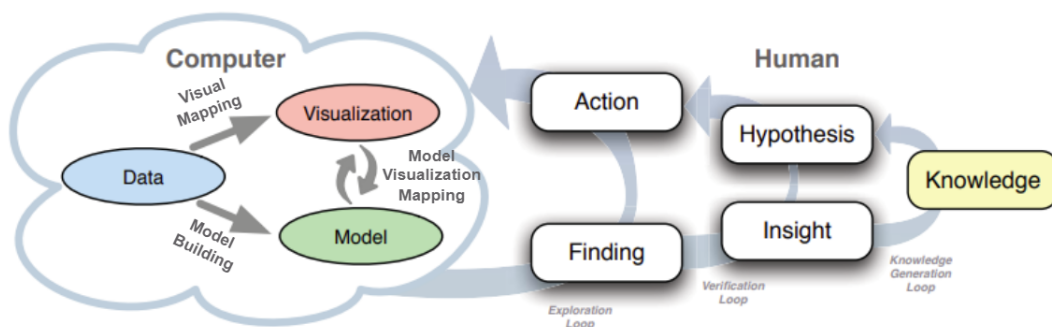 Computer
Human
Visual
Mapping
Visualization
Data
Model
Visualization
Mapping
Model
Model
Building
Action
Hypothesis
Knowledge
Finding
Insight
Exploration
Loop
Verification
Loop
Knowledge
Generation
Loop